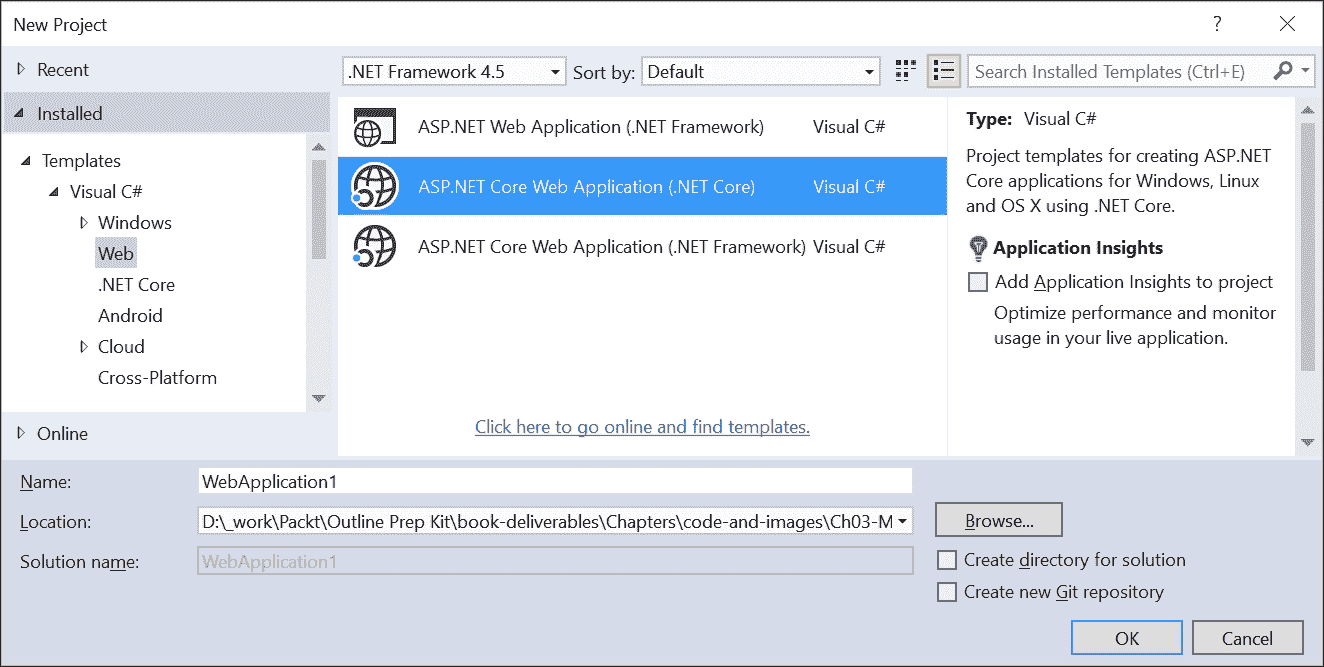 New Project
?
Recent
Installed
Templates
Visual C#
Windows
Web
.NET Core
Android
Cloud
Cross-Platform
Online
.NET Framework 4.5
Sort by: Default
Search Installed Templates (Ctrl+E)
ASP.NET Web Application (.NET Framework) Visual C#
ASP.NET Core Web Application (.NET Core) Visual C#
ASP.NET Core Web Application (.NET Framework) Visual C#
Click here to go online and find templates.
Type: Visual C#
Project templates for creating ASP.NET
Core applications for Windows, Linux
and OS X using .NET Core.
Application Insights
Add Application Insights to project
Optimize performance and monitor
usage in your live application.
Name: WebApplication1
Location: D:\_work\Packt\Outline Prep Kit\book-deliverables\Chapters\code-and-images\Ch03-M
Browse...
Solution name: WebApplication1
Create directory for solution
Create new Git repository
OK
Cancel